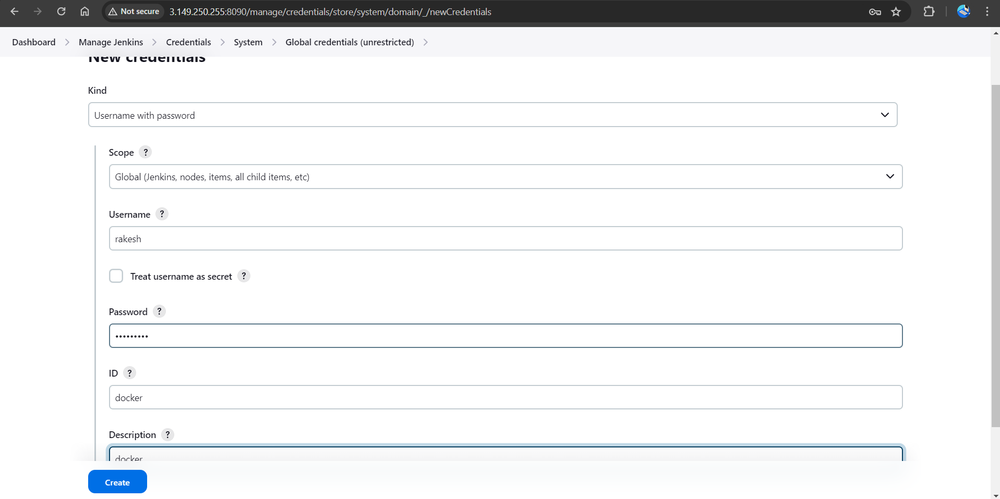 Not secure 3.149.250.255:8090/manage/credentials/store/system/domain/_/newCredentials
Dashboard Manage Jenkins Credentials System Global credentials (unrestricted)
New credentials
Kind
Username with password
Scope ?
Global (Jenkins, nodes, items, all child items, etc)
Username ?
rakesh
Treat username as secret ?
Password ?
•••••••••
ID ?
docker
Description ?
docker
Create